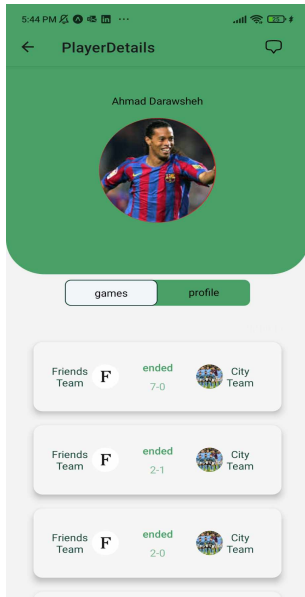 5:44 PM
PlayerDetails
Ahmad Darawsheh
games
profile
Friends Team
F
ended
7-0
City Team
Friends Team
F
ended
2-1
City Team
Friends Team
F
ended
2-0
City Team